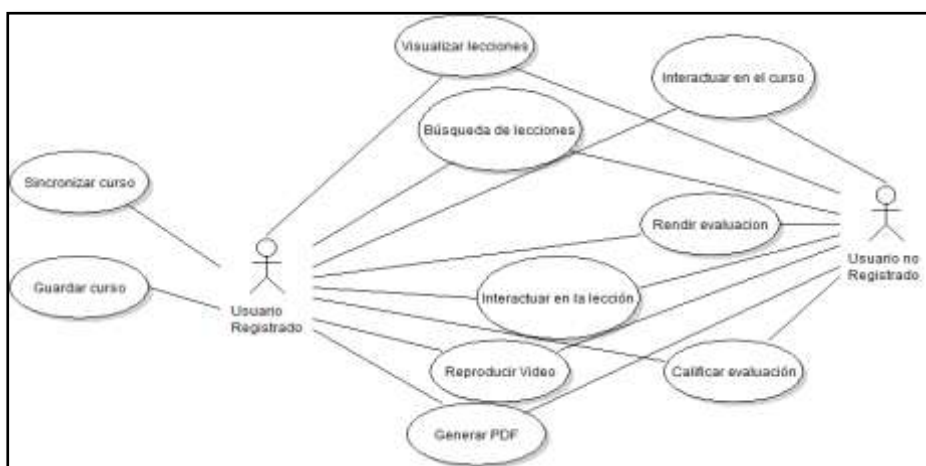 Visualizar lecciones
Interactuar en el curso
Búsqueda de lecciones
Sincronizar curso
Rendir evaluacion
Usuario no
Registrado
Guardar curso
Interactuar en la lección
Usuario
Registrado
Reproducir Video
Calificar evaluación
Generar PDF